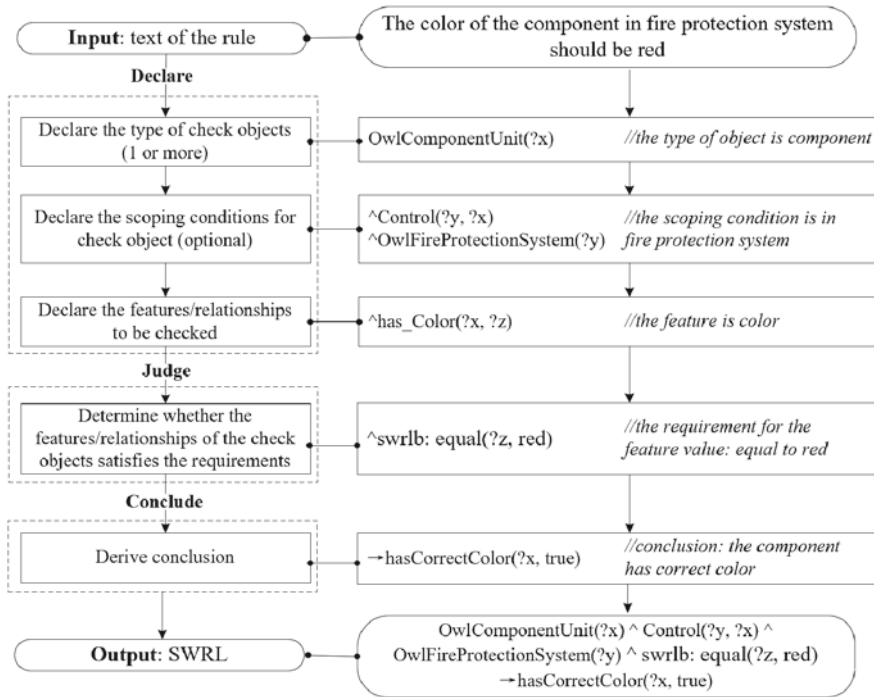 Input: text of the rule
The color of the component in fire protection system
should be red
Declare
Declare the type of check objects
(1 or more)
OwlComponentUnit(?x)
//the type of object is component
Declare the scoping conditions for
check object (optional)
^Control(?y, ?x)
^OwlFireProtectionSystem(?y)
//the scoping condition is in
fire protection system
Declare the features/relationships
to be checked
^has_Color(?x, ?z)
//the feature is color
Judge
Determine whether the
features/relationships of the check
objects satisfies the requirements
^swrlb: equal(?z, red)
//the requirement for the
feature value: equal to red
Conclude
Derive conclusion
→hasCorrectColor(?x, true)
//conclusion: the component
has correct color
Output: SWRL
OwlComponentUnit(?x) ^ Control(?y, ?x) ^
OwlFireProtectionSystem(?y) ^ swrlb: equal(?z, red)
→hasCorrectColor(?x, true)